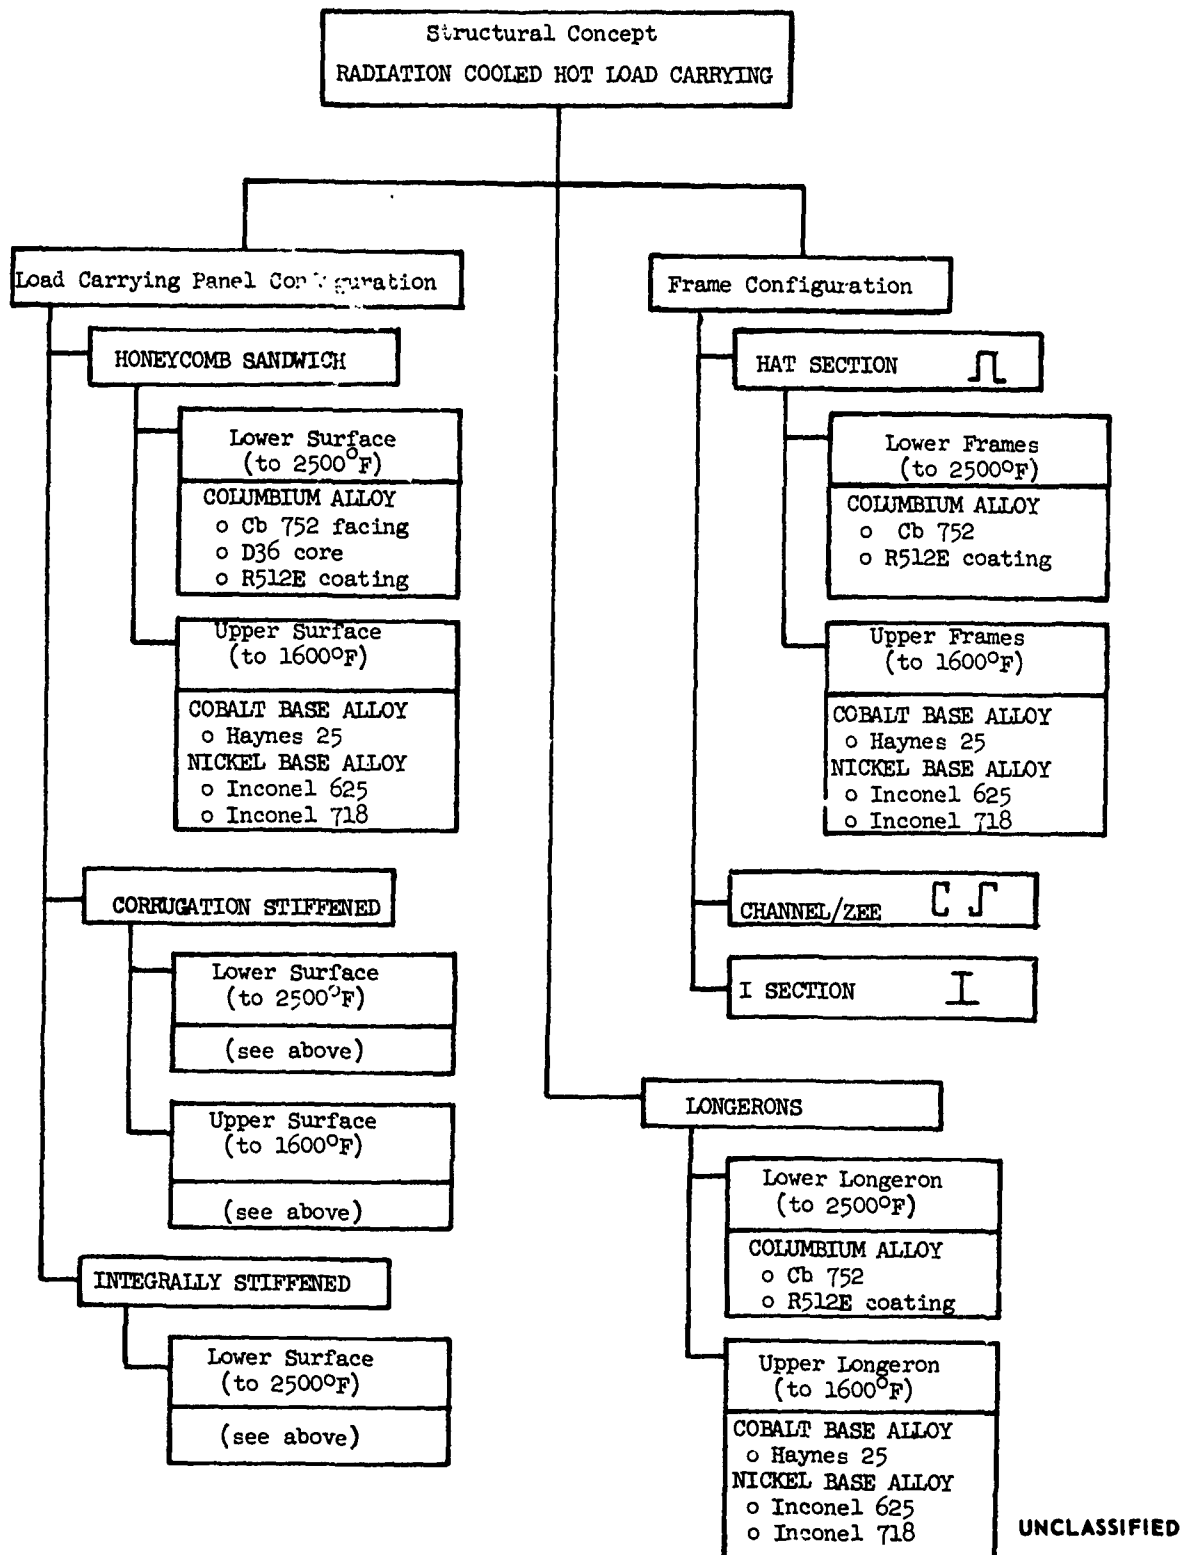 Structural Concept
RADIATION COOLED HOT LOAD CARRYING
Load Carrying Panel Configuration
HONEYCOMB SANDWICH
Lower Surface
(to 2500°F)
COLUMBIUM ALLOY
o Cb 752 facing
o D36 core
o R512E coating
Upper Surface
(to 1600°F)
COBALT BASE ALLOY
o Haynes 25
NICKEL BASE ALLOY
o Inconel 625
o Inconel 718
CORRUGATION STIFFENED
Lower Surface
(to 2500°F)
(see above)
Upper Surface
(to 1600°F)
(see above)
INTEGRALLY STIFFENED
Lower Surface
(to 2500°F)
(see above)
Frame Configuration
HAT SECTION
Lower Frames
(to 2500°F)
COLUMBIUM ALLOY
o Cb 752
o R512E coating
Upper Frames
(to 1600°F)
COBALT BASE ALLOY
o Haynes 25
NICKEL BASE ALLOY
o Inconel 625
o Inconel 718
CHANNEL/ZEE
I SECTION
LONGERONS
Lower Longeron
(to 2500°F)
COLUMBIUM ALLOY
o Cb 752
o R512E coating
Upper Longeron
(to 1600°F)
COBALT BASE ALLOY
o Haynes 25
NICKEL BASE ALLOY
o Inconel 625
o Inconel 718
UNCLASSIFIED